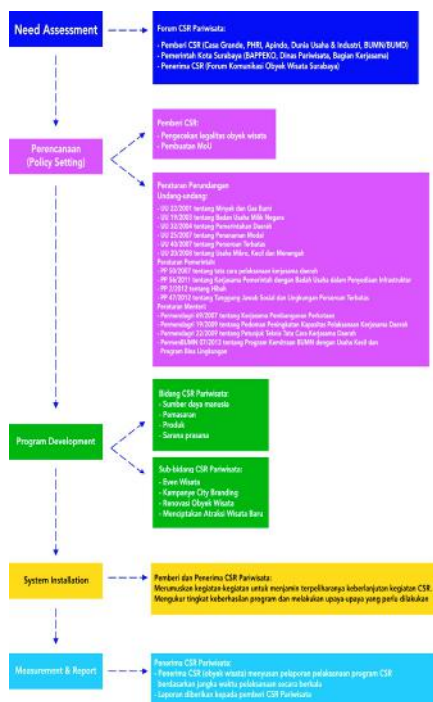 Need Assessment
Forum CSR Pariwisata:
- Pemberi CSR (Casa Grande, PHRI, Apindo, Dunia Usaha & Industri, BUMN/BUMD)
- Pemerintah Kota Surabaya (BAPPEKO, Dinas Pariwisata, Bagian Kerjasama)
- Penerima CSR (Forum Komunikasi Obyek Wisata Surabaya)
Perencanaan
(Policy Setting)
Pemberi CSR:
- Pengecekan legalitas obyek wisata
- Pembuatan MoU
Peraturan Perundangan
Undang-undang:
- UU 22/2001 tentang Minyak dan Gas Bumi
- UU 19/2003 tentang Badan Usaha Milik Negara
- UU 32/2004 tentang Pemerintahan Daerah
- UU 25/2007 tentang Penanaman Modal
- UU 40/2007 tentang Perseroan Terbatas
- UU 20/2008 tentang Usaha Mikro, Kecil dan Menengah
Peraturan Pemerintah:
- PP 50/2007 tentang tata cara pelaksanaan kerjasama daerah
- PP 56/2011 tentang Kerjasama Pemerintah dengan Badan Usaha dalam Penyediaan Infrastruktur
- PP 2/2012 tentang Hibah
- PP 47/2012 tentang Tanggung Jawab Sosial dan Lingkungan Perseroan Terbatas
Peraturan Menteri:
- Permendagri 69/2007 tentang Kerjasama Pembangunan Perkotaan
- Permendagri 19/2009 tentang Pedoman Peningkatan Kapasitas Pelaksanaan Kerjasama Daerah
- Permendagri 22/2009 tentang Petunjuk Teknis Tata Cara Kerjasama Daerah
- PermenBUMN 07/2013 tentang Program Kemitraan BUMN dengan Usaha Kecil dan
Program Bina Lingkungan
Program Development
Bidang CSR Pariwisata:
- Sumber daya manusia
- Pemasaran
- Produk
- Sarana prasana
Sub-bidang CSR Pariwisata:
- Even Wisata
- Kampanye City Branding
- Renovasi Obyek Wisata
- Menciptakan Atraksi Wisata Baru
System Installation
Pemberi dan Penerima CSR Pariwisata:
Merumuskan kegiatan-kegiatan untuk menjamin terpeliharanya keberlanjutan kegiatan CSR.
Mengukur tingkat keberhasilan program dan melakukan upaya-upaya yang perlu dilakukan
Measurement & Report
Penerima CSR Pariwisata:
- Penerima CSR (obyek wisata) menyusun pelaporan pelaksanaan program CSR
berdasarkan jangka waktu pelaksanaan secara berkala
- Laporan diberikan kepada pemberi CSR Pariwisata